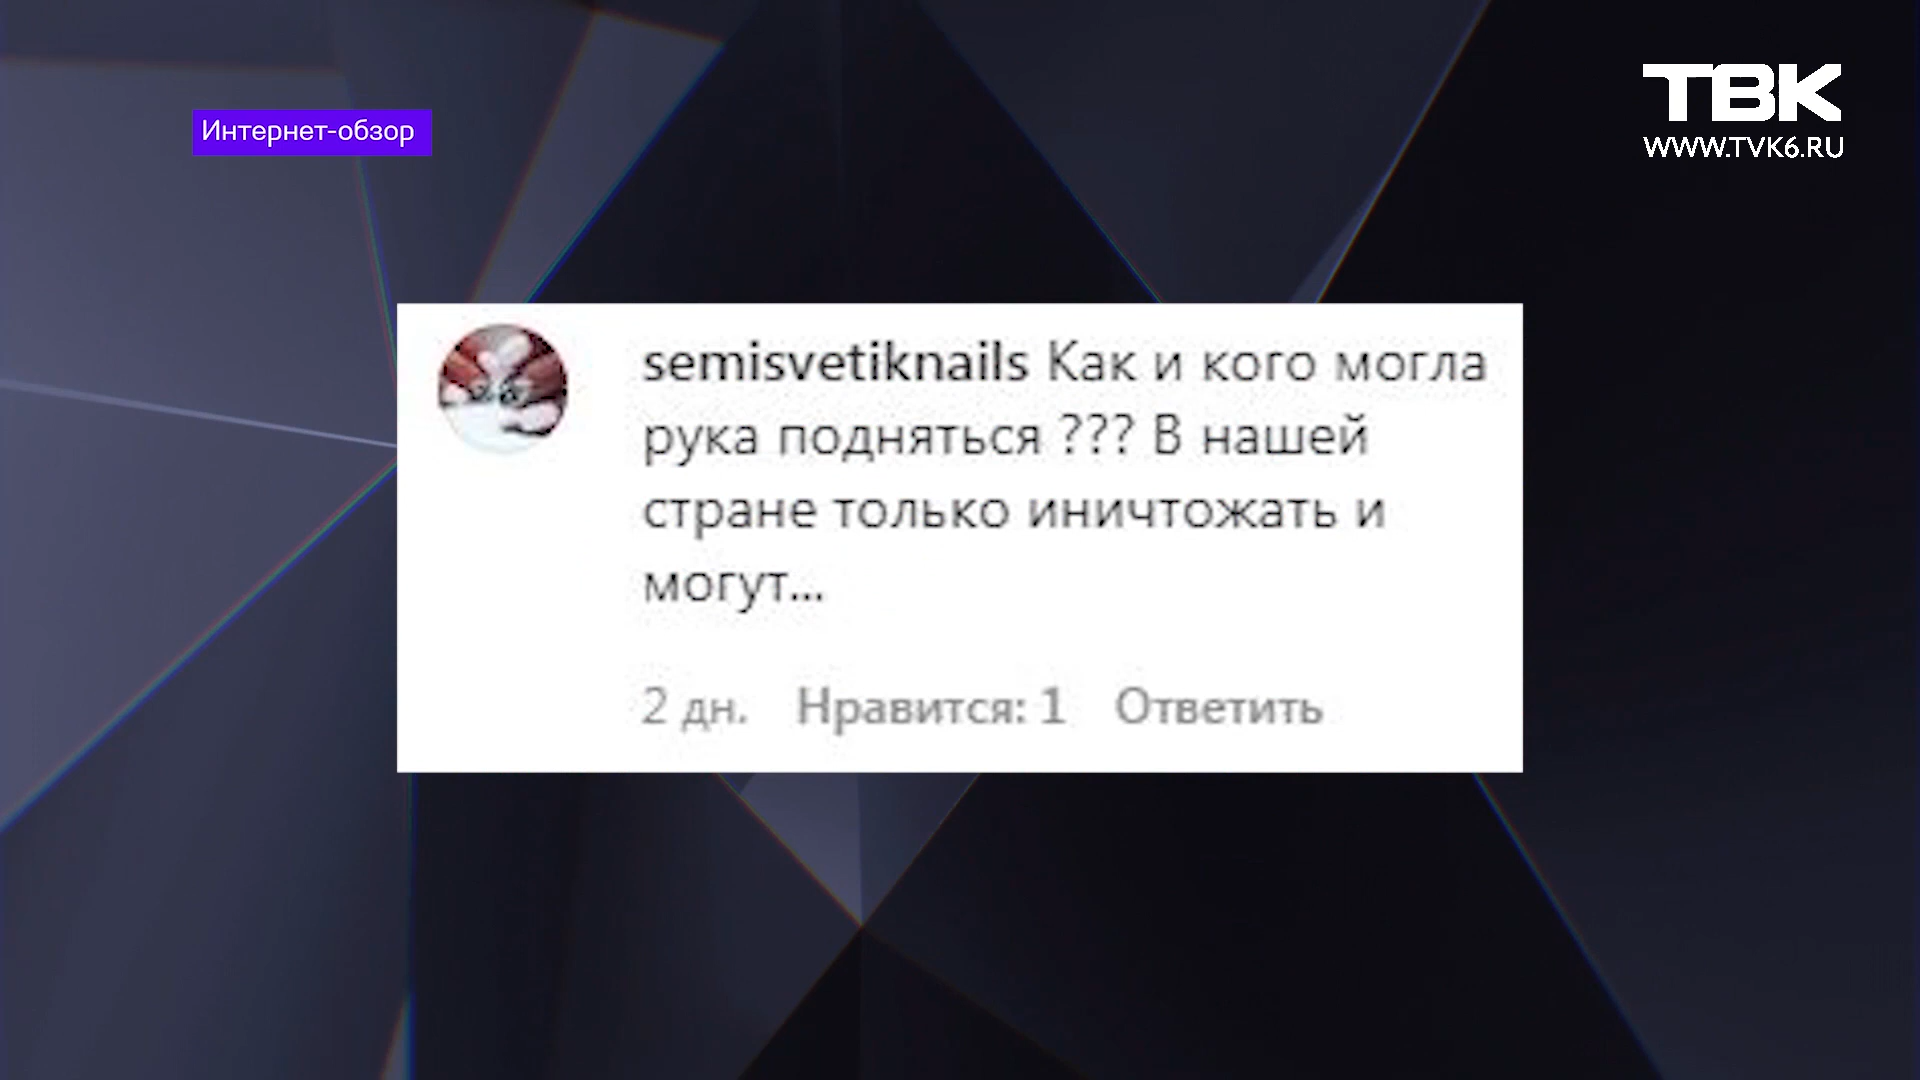 Интернет-обзор
ТВК
WWW.TVK6.RU
semisvetiknails Как и кого могла
рука подняться ??? В нашей
стране только иничтожать и
могут...
2 дн. Нравится: 1 Ответить